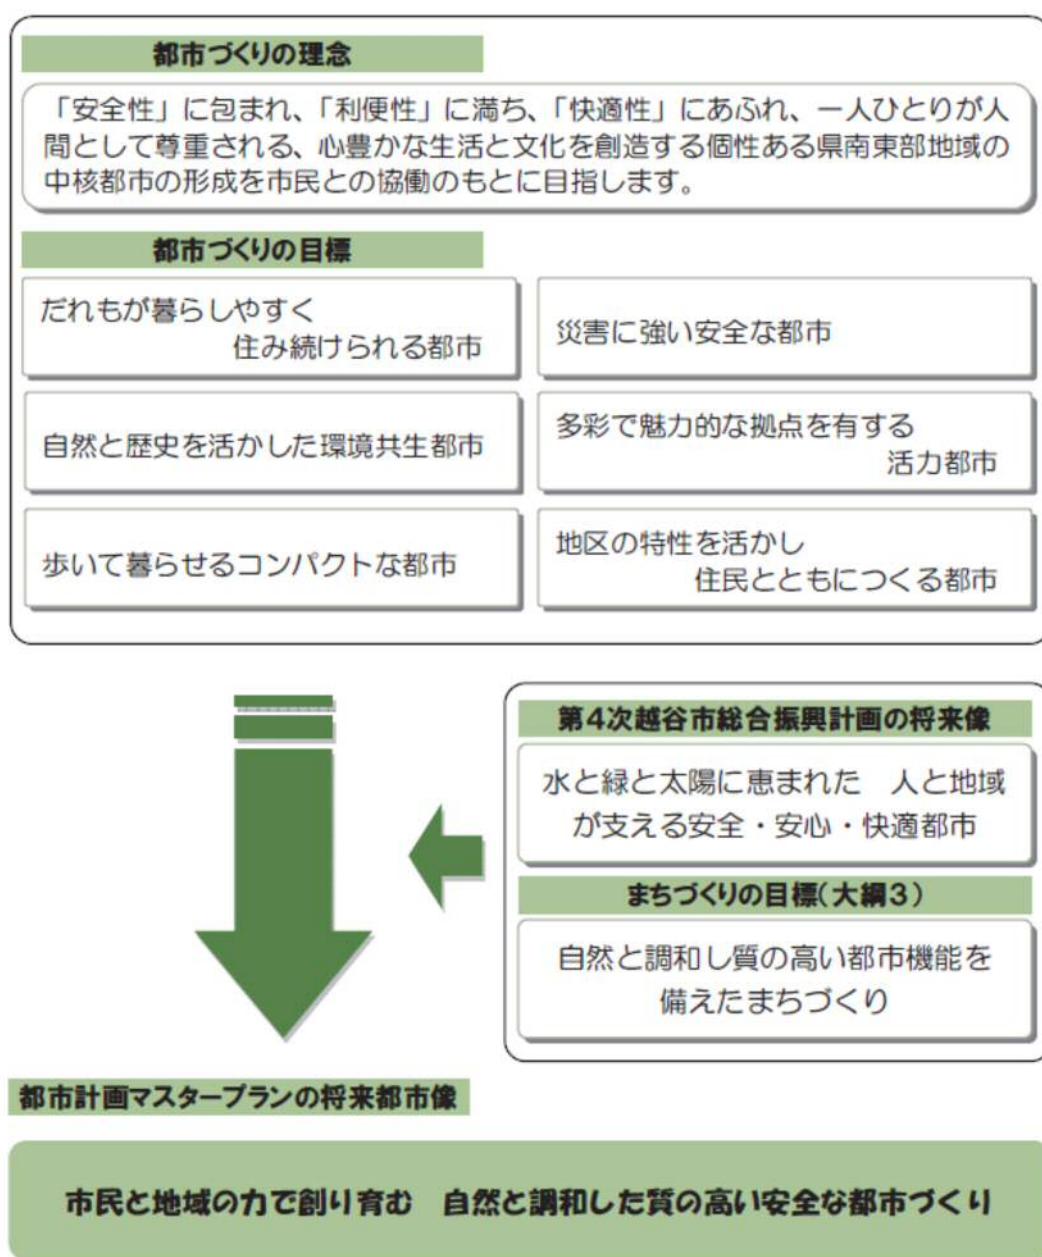 都市づくりの理念
「安全性」に包まれ、「利便性」に満ち、「快適性」にあふれ、一人ひとりが人
間として尊重される、心豊かな生活と文化を創造する個性ある県南東部地域の
中核都市の形成を市民との協働のもとに目指します。
都市づくりの目標
だれもが暮らしやすく
住み続けられる都市
災害に強い安全な都市
自然と歴史を活かした環境共生都市
多彩で魅力的な拠点を有する
活力都市
歩いて暮らせるコンパクトな都市
地区の特性を活かし
住民とともにつくる都市
第4次越谷市総合振興計画の将来像
水と緑と太陽に恵まれた　人と地域
が支える安全・安心・快適都市
まちづくりの目標(大綱3)
自然と調和し質の高い都市機能を
備えたまちづくり
都市計画マスタープランの将来都市像
市民と地域の力で創り育む　自然と調和した質の高い安全な都市づくり